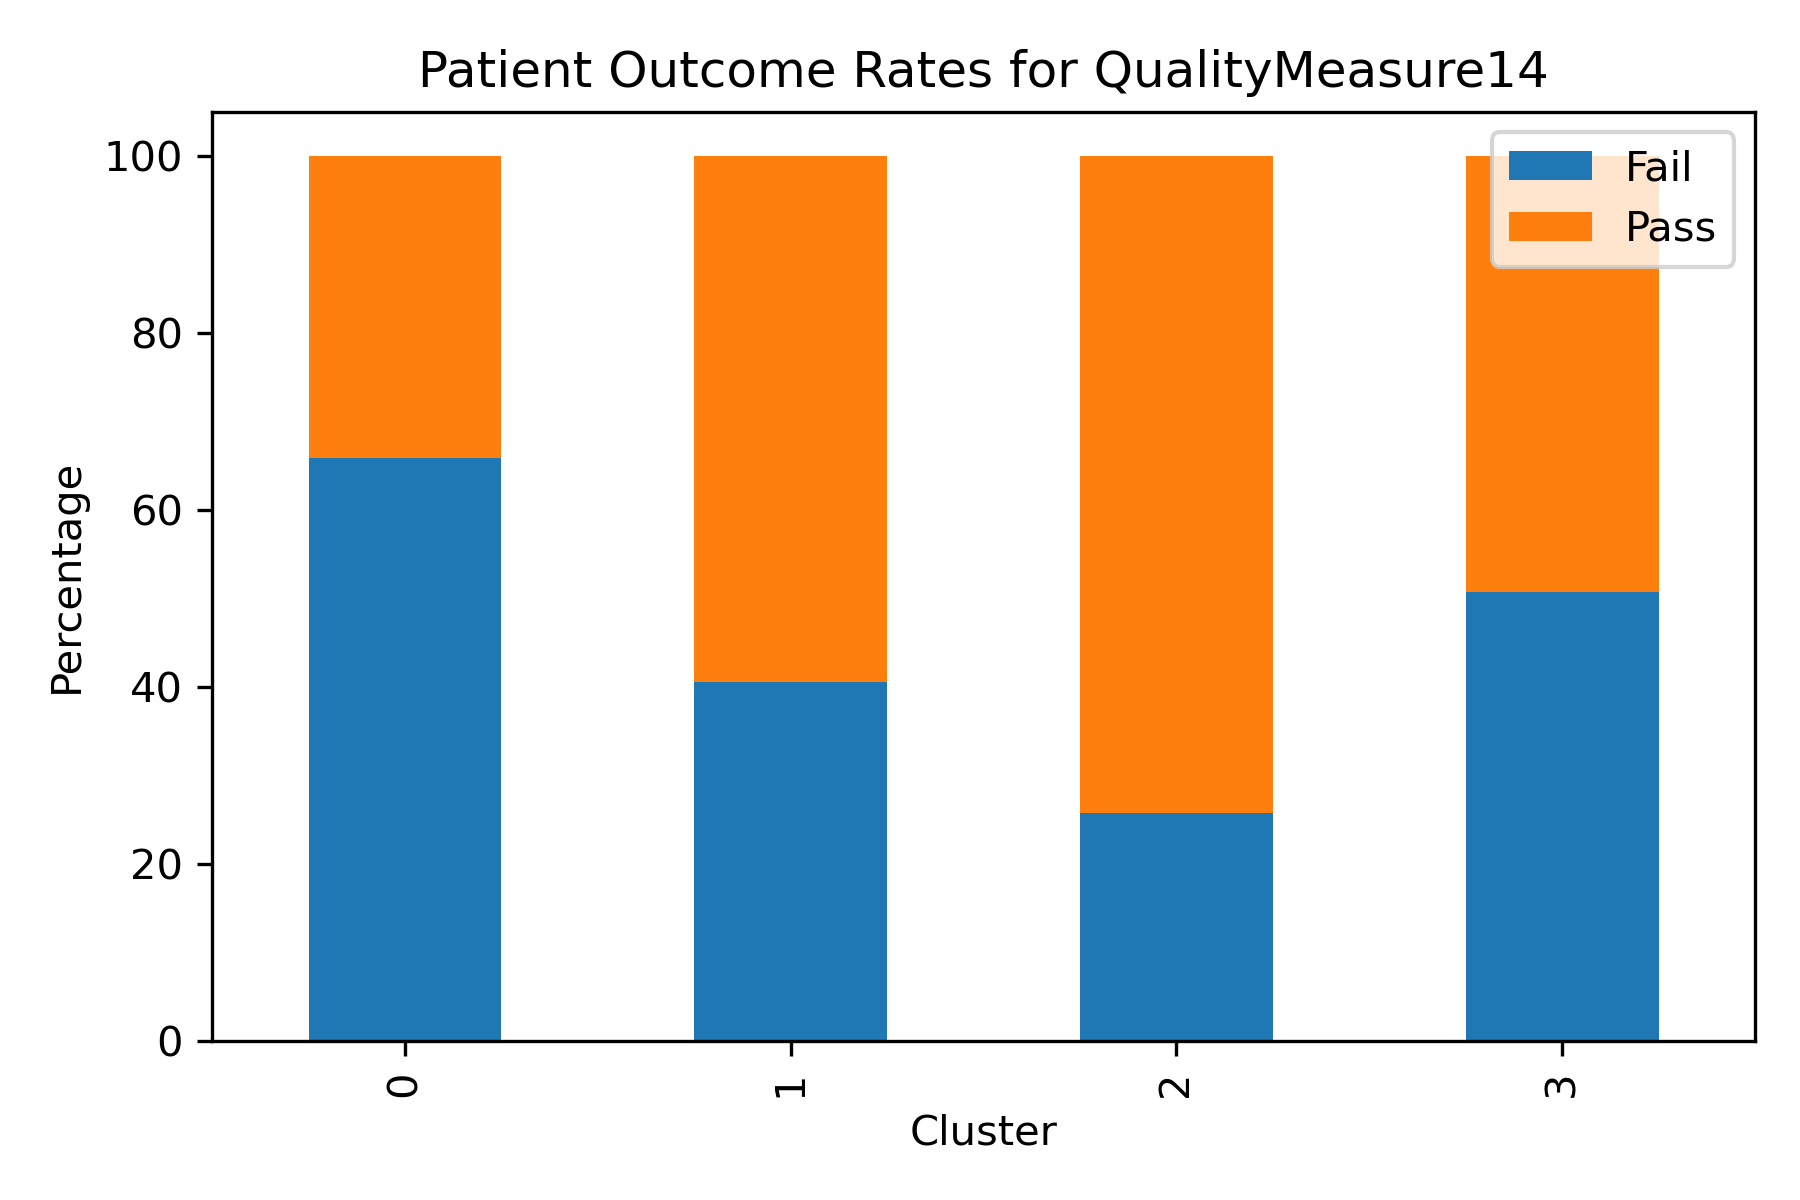 Patient Outcome Rates for QualityMeasure14
Fail
Pass
Percentage
100
80
60
40
20
0
0
1
2
3
Cluster